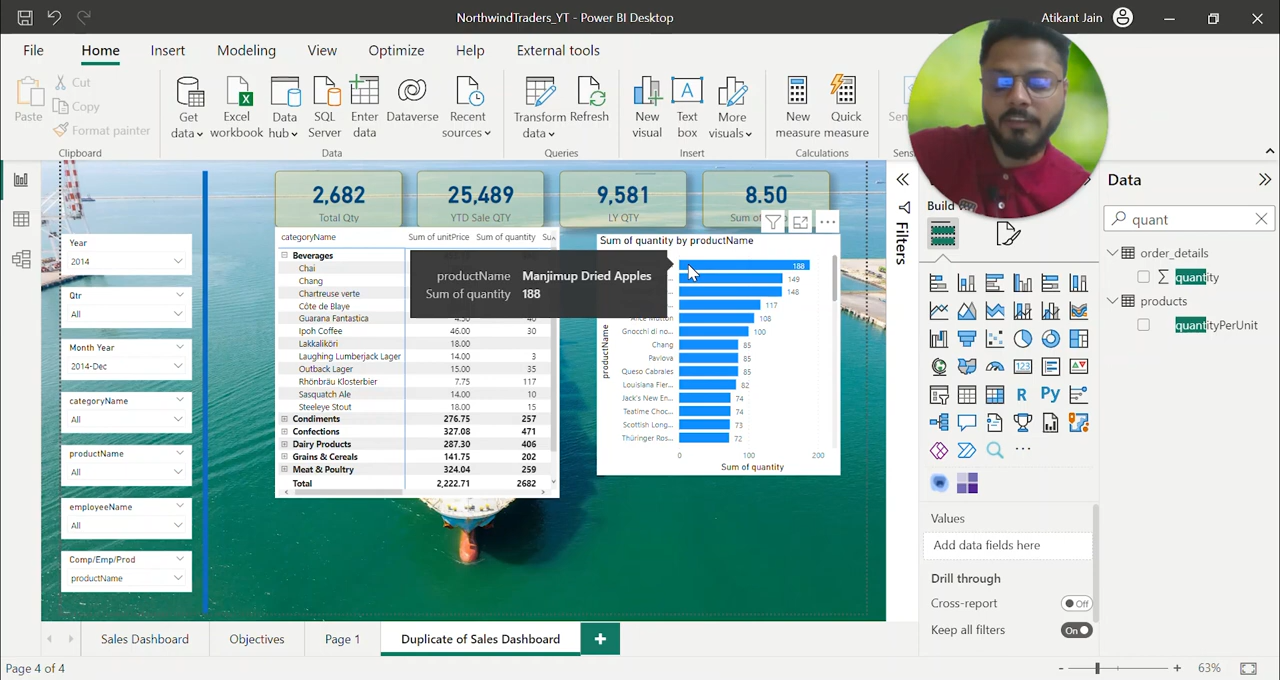 NorthwindTraders_YT - Power BI Desktop
Atikant Jain
File Home Insert Modeling View Optimize Help External tools
Paste
Cut
Copy
Format painter
Clipboard
Get data
Excel workbook
Data hub
SQL Server
Enter data
Dataverse
Recent sources
Data
Transform data
Refresh
Queries
New visual
Text box
More visuals
Insert
New measure
Quick measure
Calculations
2,682
Total Qty
25,489
YTD Sale QTY
9,581
LY QTY
8.50
Year
2014
Qtr
All
Month Year
2014-Dec
categoryName
All
productName
All
employeeName
All
Comp/Emp/Prod
productName
categoryName Sum of unitPrice Sum of quantity
Beverages
Chai
Chang
Chartreuse verte
Côte de Blaye
Guarana Fantastica
Ipoh Coffee 46.00 30
Lakkalikööri 18.00
Laughing Lumberjack Lager 14.00 3
Outback Lager 15.00 35
Rhönbräu Klosterbier 7.75 117
Sasquatch Ale 14.00 10
Steeleye Stout 18.00 15
Condiments 276.75 257
Confections 327.08 471
Dairy Products 287.30 406
Grains & Cereals 141.75 202
Meat & Poultry 324.04 259
Total 2,222.71 2682
productName Manjimup Dried Apples
Sum of quantity 188
Sum of quantity by productName
productName
188
149
148
117
108
Gnocchi di no... 100
Chang 85
Pavlova 85
Queso Cabrales 85
Louisiana Fier... 82
Jack's New En... 74
Teatime Choc... 74
Scottish Long... 73
Thüringer Ros... 72
0 100 200
Sum of quantity
Filters
Values
Add data fields here
Drill through
Cross-report Off
Keep all filters On
Data
quant
order_details
quantity
products
quantityPerUnit
Sales Dashboard Objectives Page 1 Duplicate of Sales Dashboard
Page 4 of 4
63%